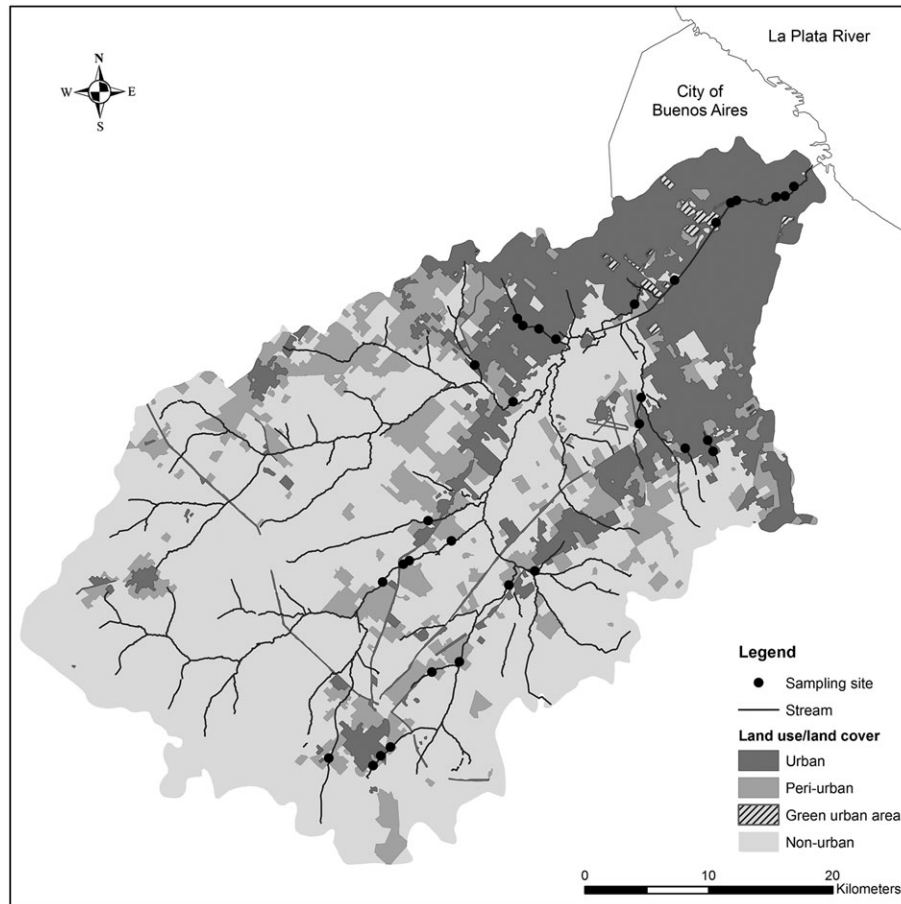 La Plata River
City of
Buenos Aires
N
W E
S
Legend
Sampling site
Stream
Land use/land cover
Urban
Peri-urban
Green urban area
Non-urban
0 10 20
Kilometers